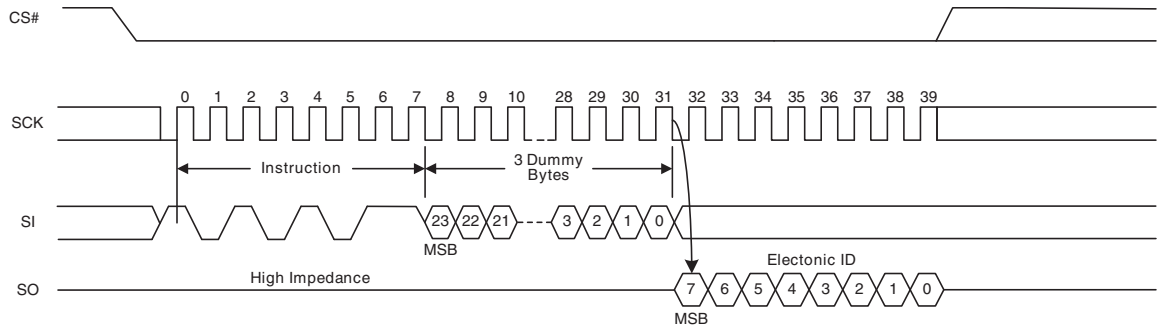 CS#
0 1 2 3 4 5 6 7 8 9 10 28 29 30 31 32 33 34 35 36 37 38 39
SCK
Instruction
3 Dummy
Bytes
SI
23 22 21 3 2 1 0
MSB
High Impedance
Electonic ID
SO
7 6 5 4 3 2 1 0
MSB